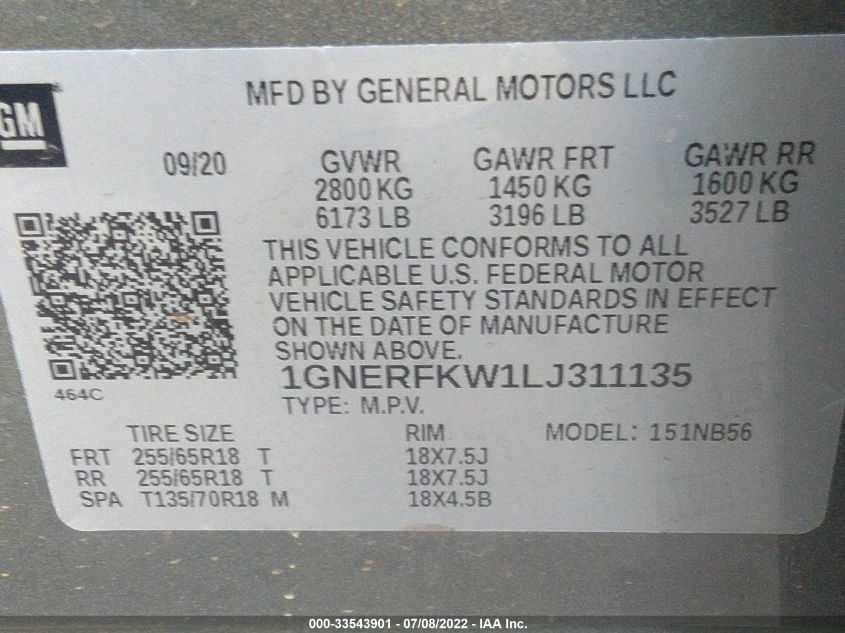 MFD BY GENERAL MOTORS LLC
GM
09/20 GVWR GAWR FRT GAWR RR
2800 KG 1450 KG 1600 KG
6173 LB 3196 LB 3527 LB
THIS VEHICLE CONFORMS TO ALL
APPLICABLE U.S. FEDERAL MOTOR
VEHICLE SAFETY STANDARDS IN EFFECT
ON THE DATE OF MANUFACTURE
SHOWN ABOVE.
1GNERFKW1LJ311135
464C
TYPE: M.P.V.
TIRE SIZE RIM MODEL: 151NB56
FRT 255/65R18 T 18X7.5J
RR 255/65R18 T 18X7.5J
SPA T135/70R18 M 18X4.5B
000-33543901 - 07/08/2022 - IAA Inc.